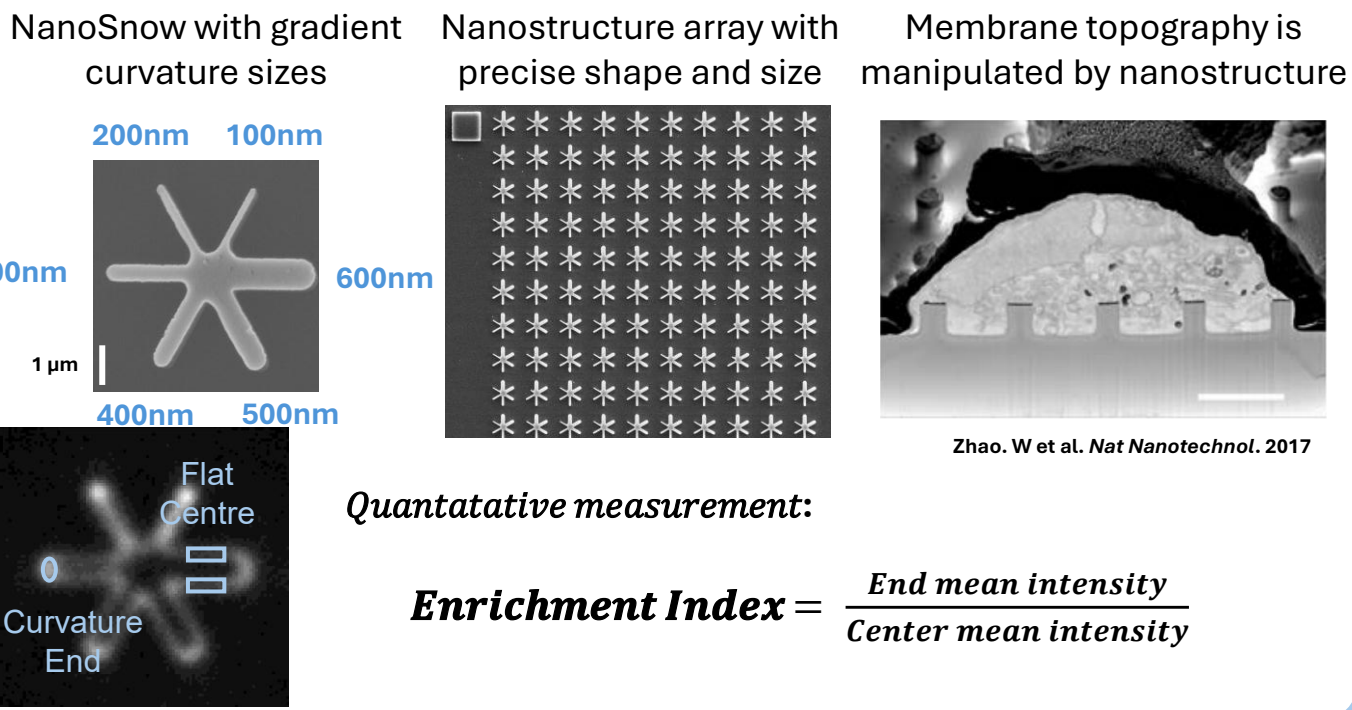 NanoSnow with gradient
curvature sizes
Nanostructure array with
precise shape and size
Membrane topography is
manipulated by nanostructure
200nm 100nm
00nm
600nm
1 µm
400nm 500nm
Zhao. W et al. Nat Nanotechnol. 2017
Flat
Centre
Curvature
End
Quantatative measurement:
Enrichment Index = End mean intensity
Center mean intensity